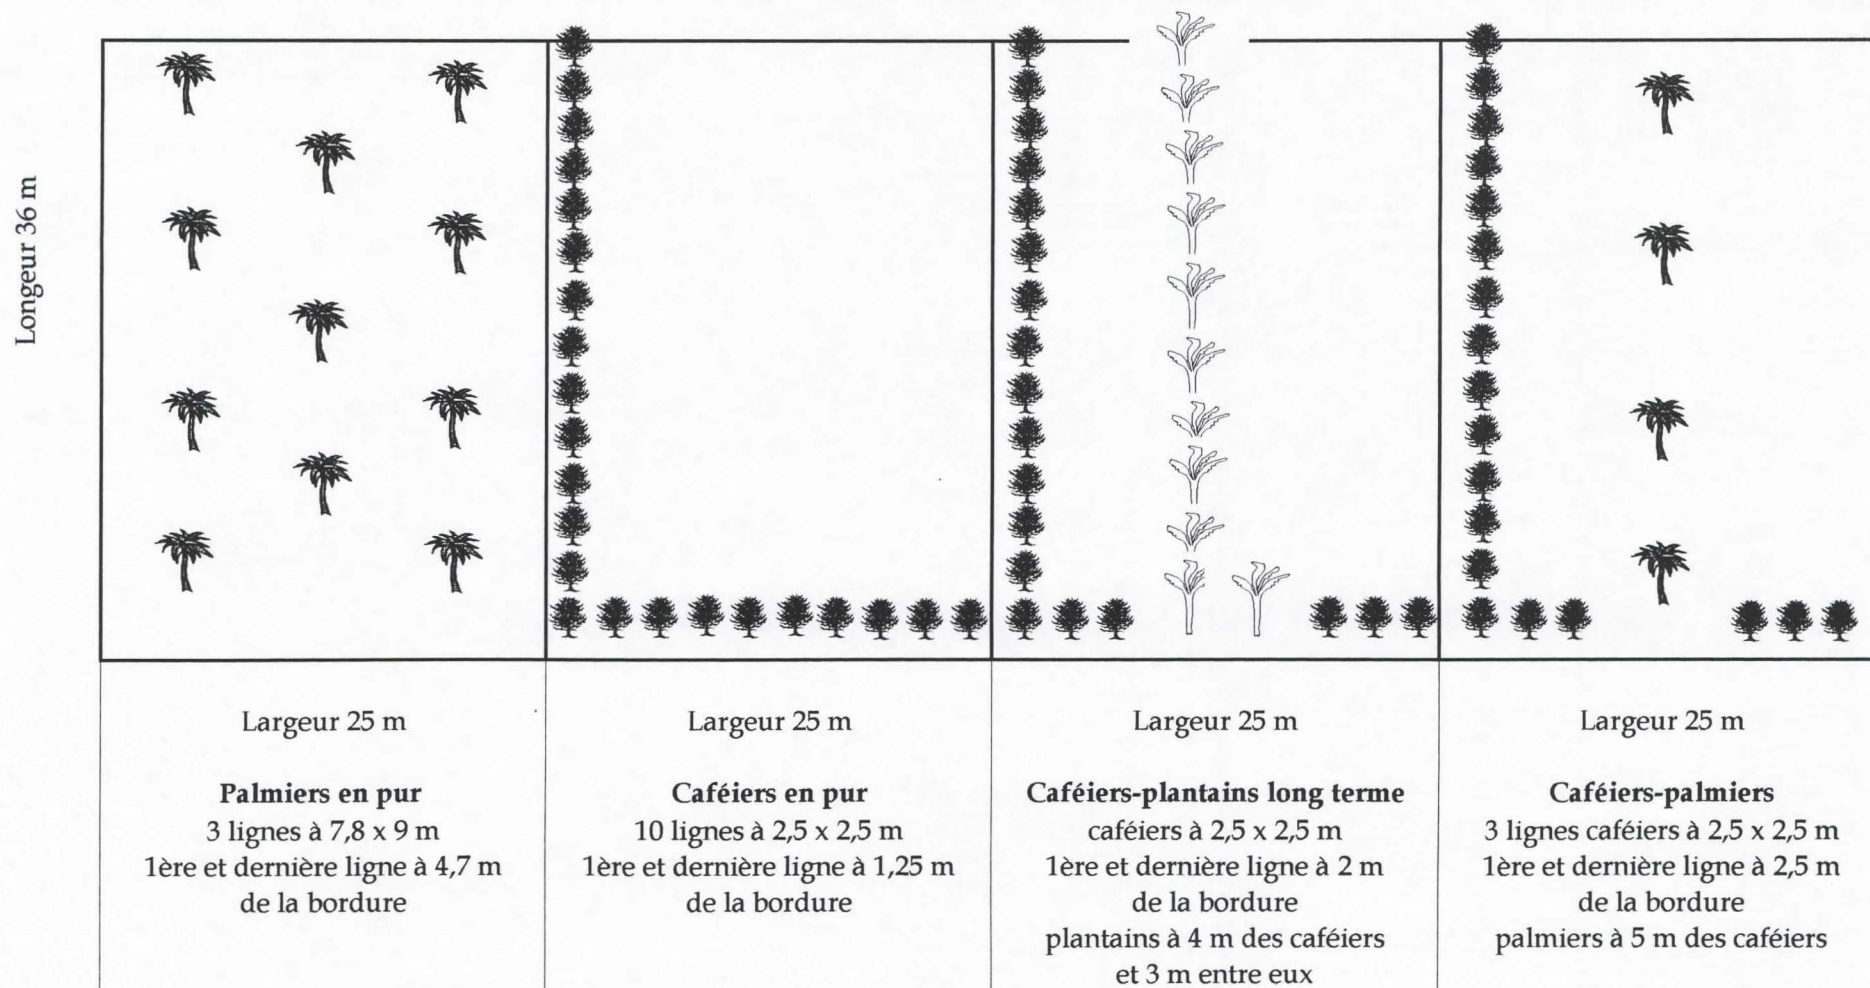 Longeur 36 m
Largeur 25 m
Palmiers en pur
3 lignes à 7,8 x 9 m
1ère et dernière ligne à 4,7 m
de la bordure
Largeur 25 m
Caféiers en pur
10 lignes à 2,5 x 2,5 m
1ère et dernière ligne à 1,25 m
de la bordure
Largeur 25 m
Caféiers-plantains long terme
caféiers à 2,5 x 2,5 m
1ère et dernière ligne à 2 m
de la bordure
plantains à 4 m des caféiers
et 3 m entre eux
Largeur 25 m
Caféiers-palmiers
3 lignes caféiers à 2,5 x 2,5 m
1ère et dernière ligne à 2,5 m
de la bordure
palmiers à 5 m des caféiers